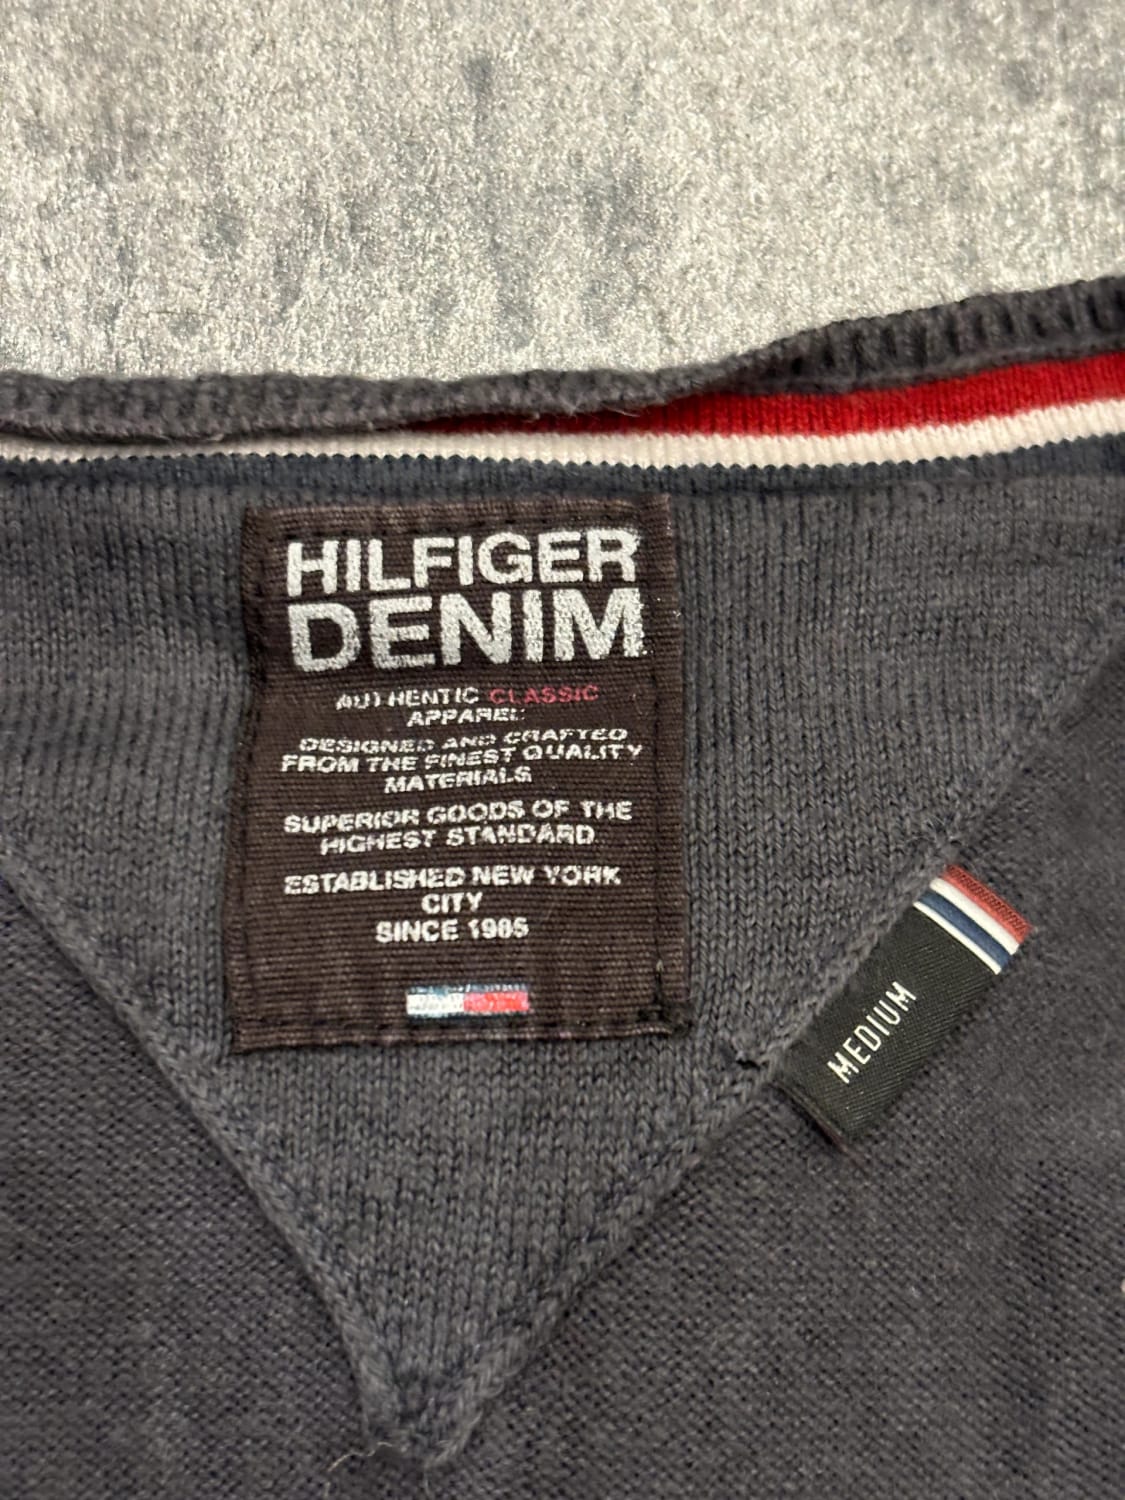 HILFIGER
DENIM
AUTHENTIC CLASSIC
APPAREL
DESIGNED AND CRAFTED
FROM THE FINEST QUALITY
MATERIALS
SUPERIOR GOODS OF THE
HIGHEST STANDARD
ESTABLISHED NEW YORK
CITY
SINCE 1985
MEDIUM